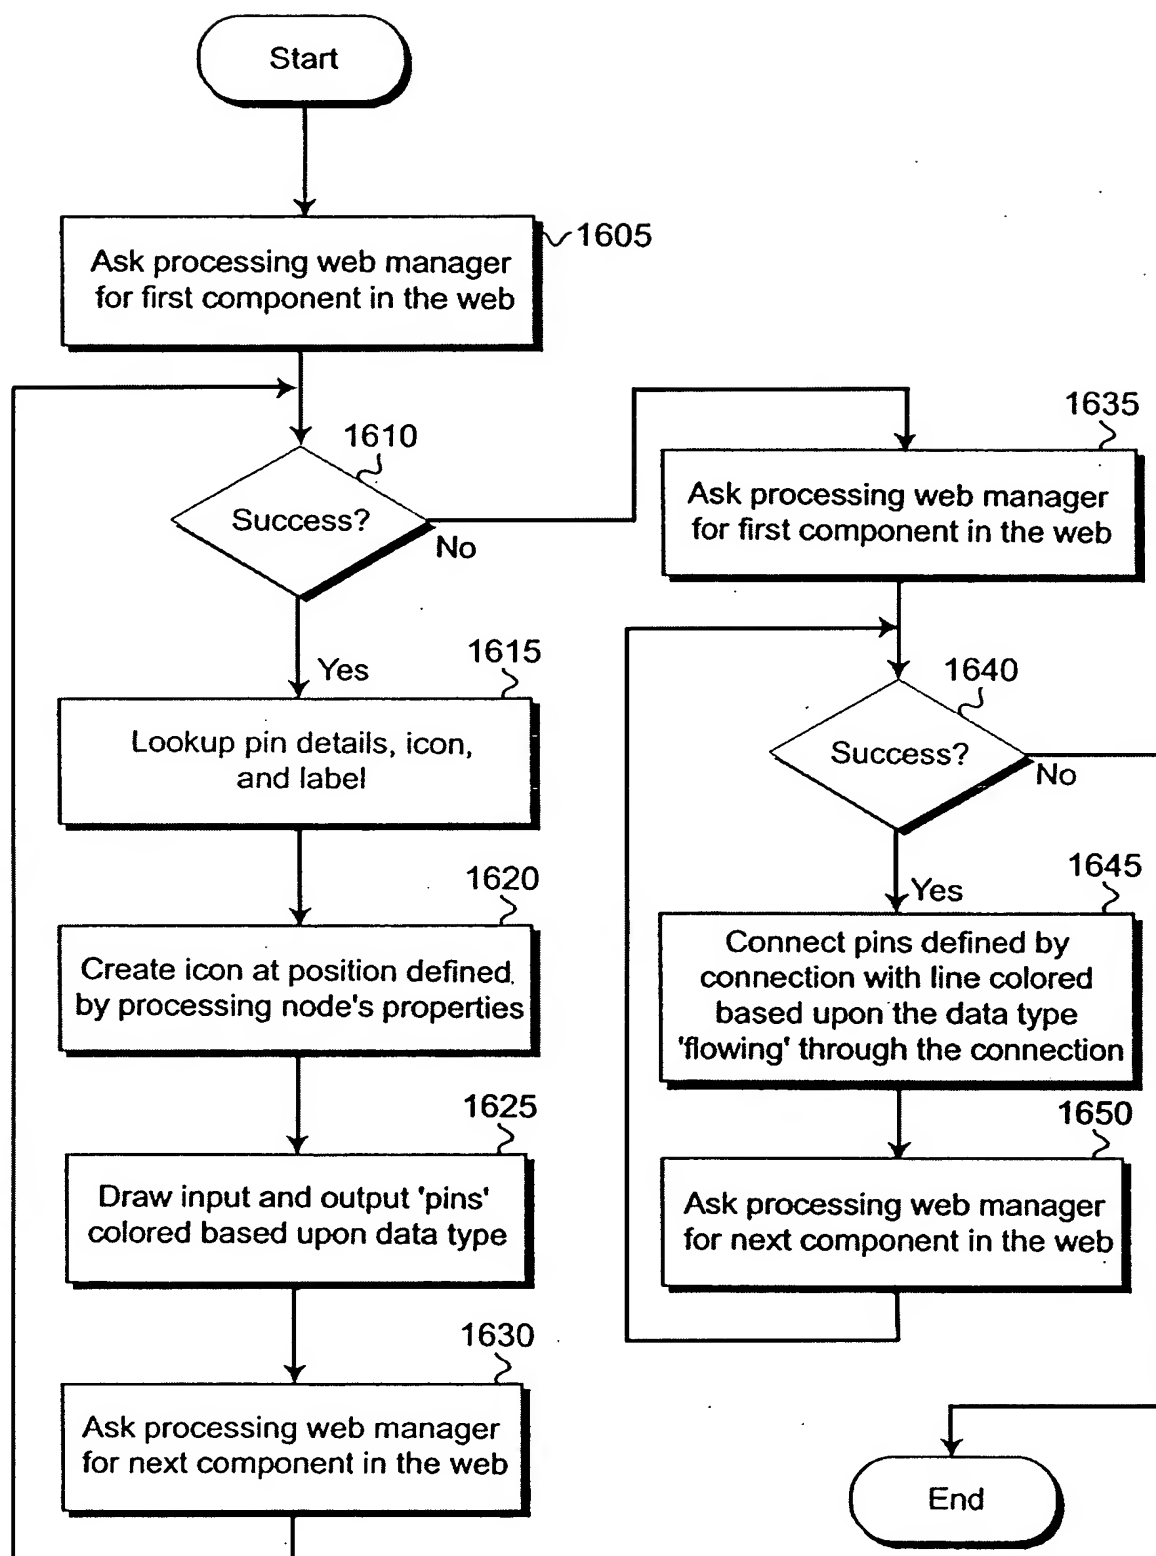 Start
1605
Ask processing web manager
for first component in the web
1610
Success?
No
Yes
1615
Lookup pin details, icon,
and label
1620
Create icon at position defined
by processing node's properties
1625
Draw input and output 'pins'
colored based upon data type
1630
Ask processing web manager
for next component in the web
1635
Ask processing web manager
for first component in the web
1640
Success?
No
Yes
1645
Connect pins defined by
connection with line colored
based upon the data type
'flowing' through the connection
1650
Ask processing web manager
for next component in the web
End